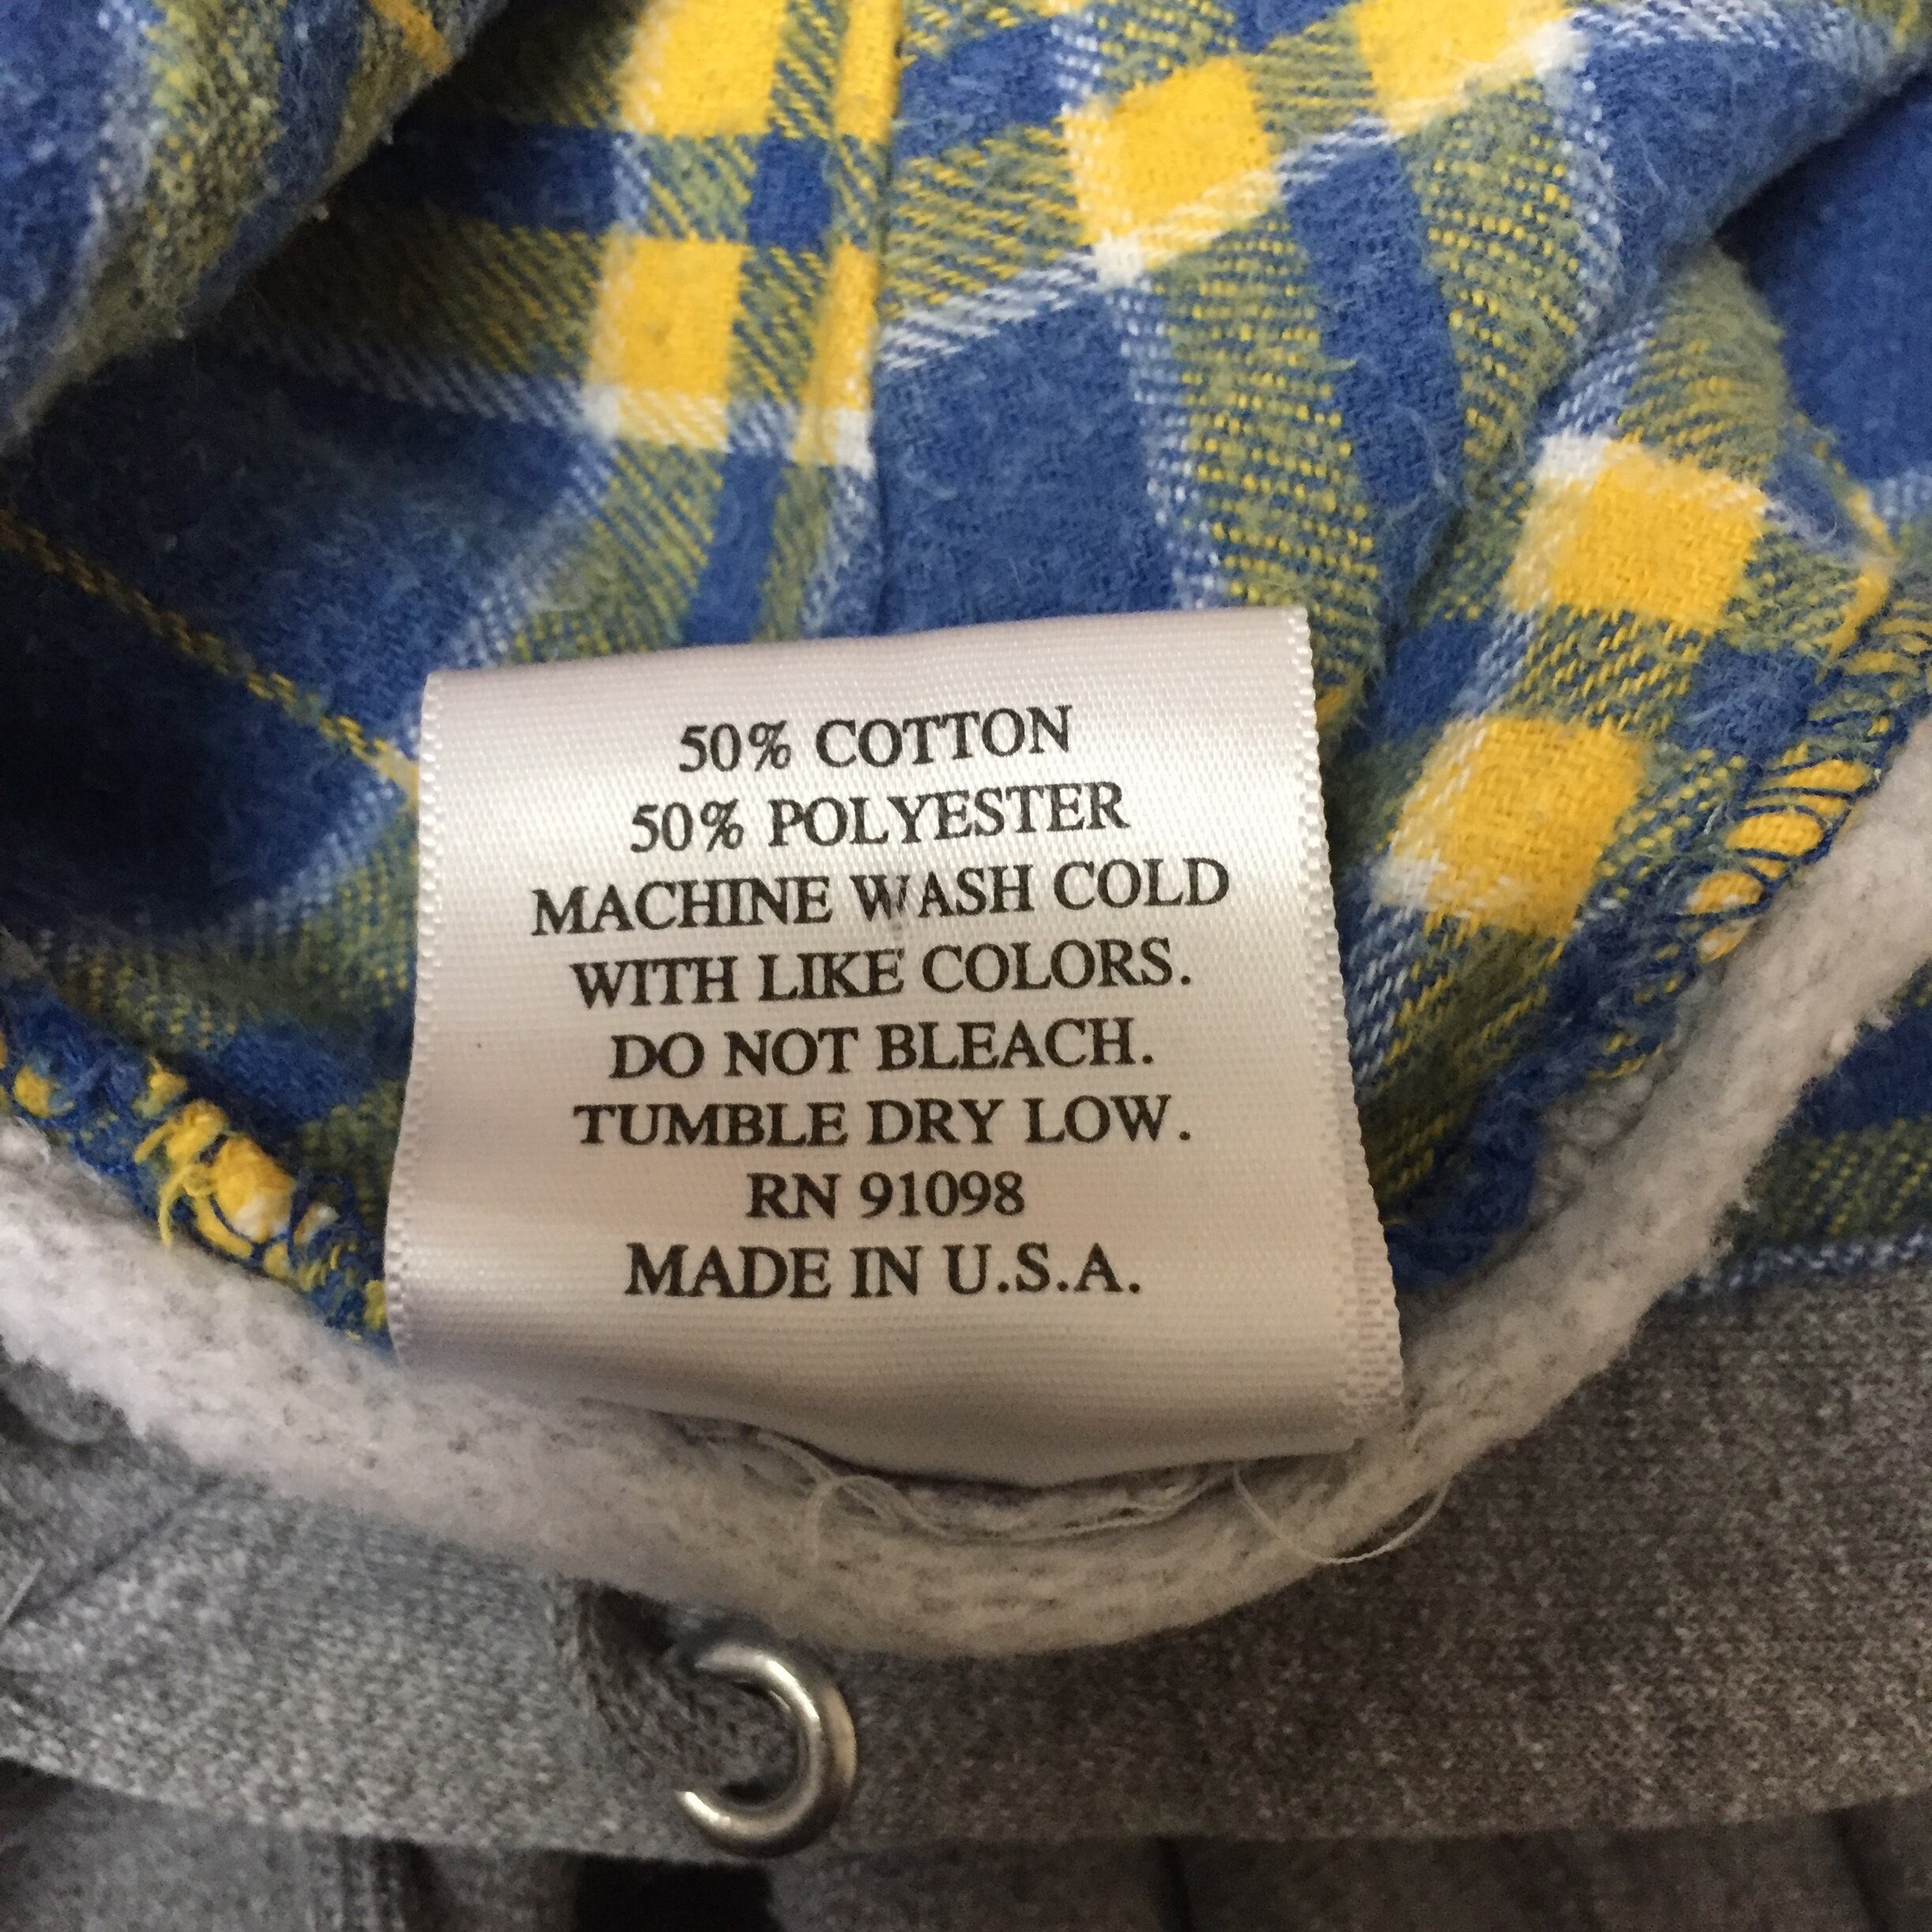 50% COTTON
50% POLYESTER
MACHINE WASH COLD
WITH LIKE COLORS.
DO NOT BLEACH.
TUMBLE DRY LOW.
RN 91098
MADE IN U.S.A.